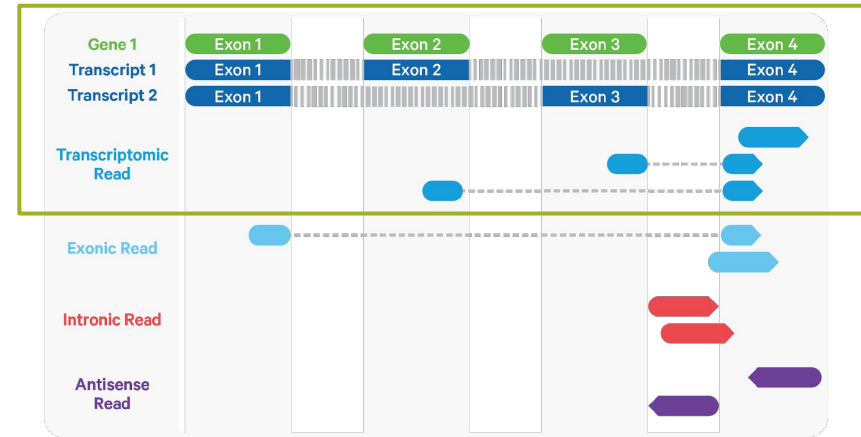 Gene 1 Exon 1 Exon 2 Exon 3 Exon 4
Transcript 1 Exon 1 Exon 2 Exon 4
Transcript 2 Exon 1 Exon 3 Exon 4
Transcriptomic
Read
Exonic Read
Intronic Read
Antisense
Read